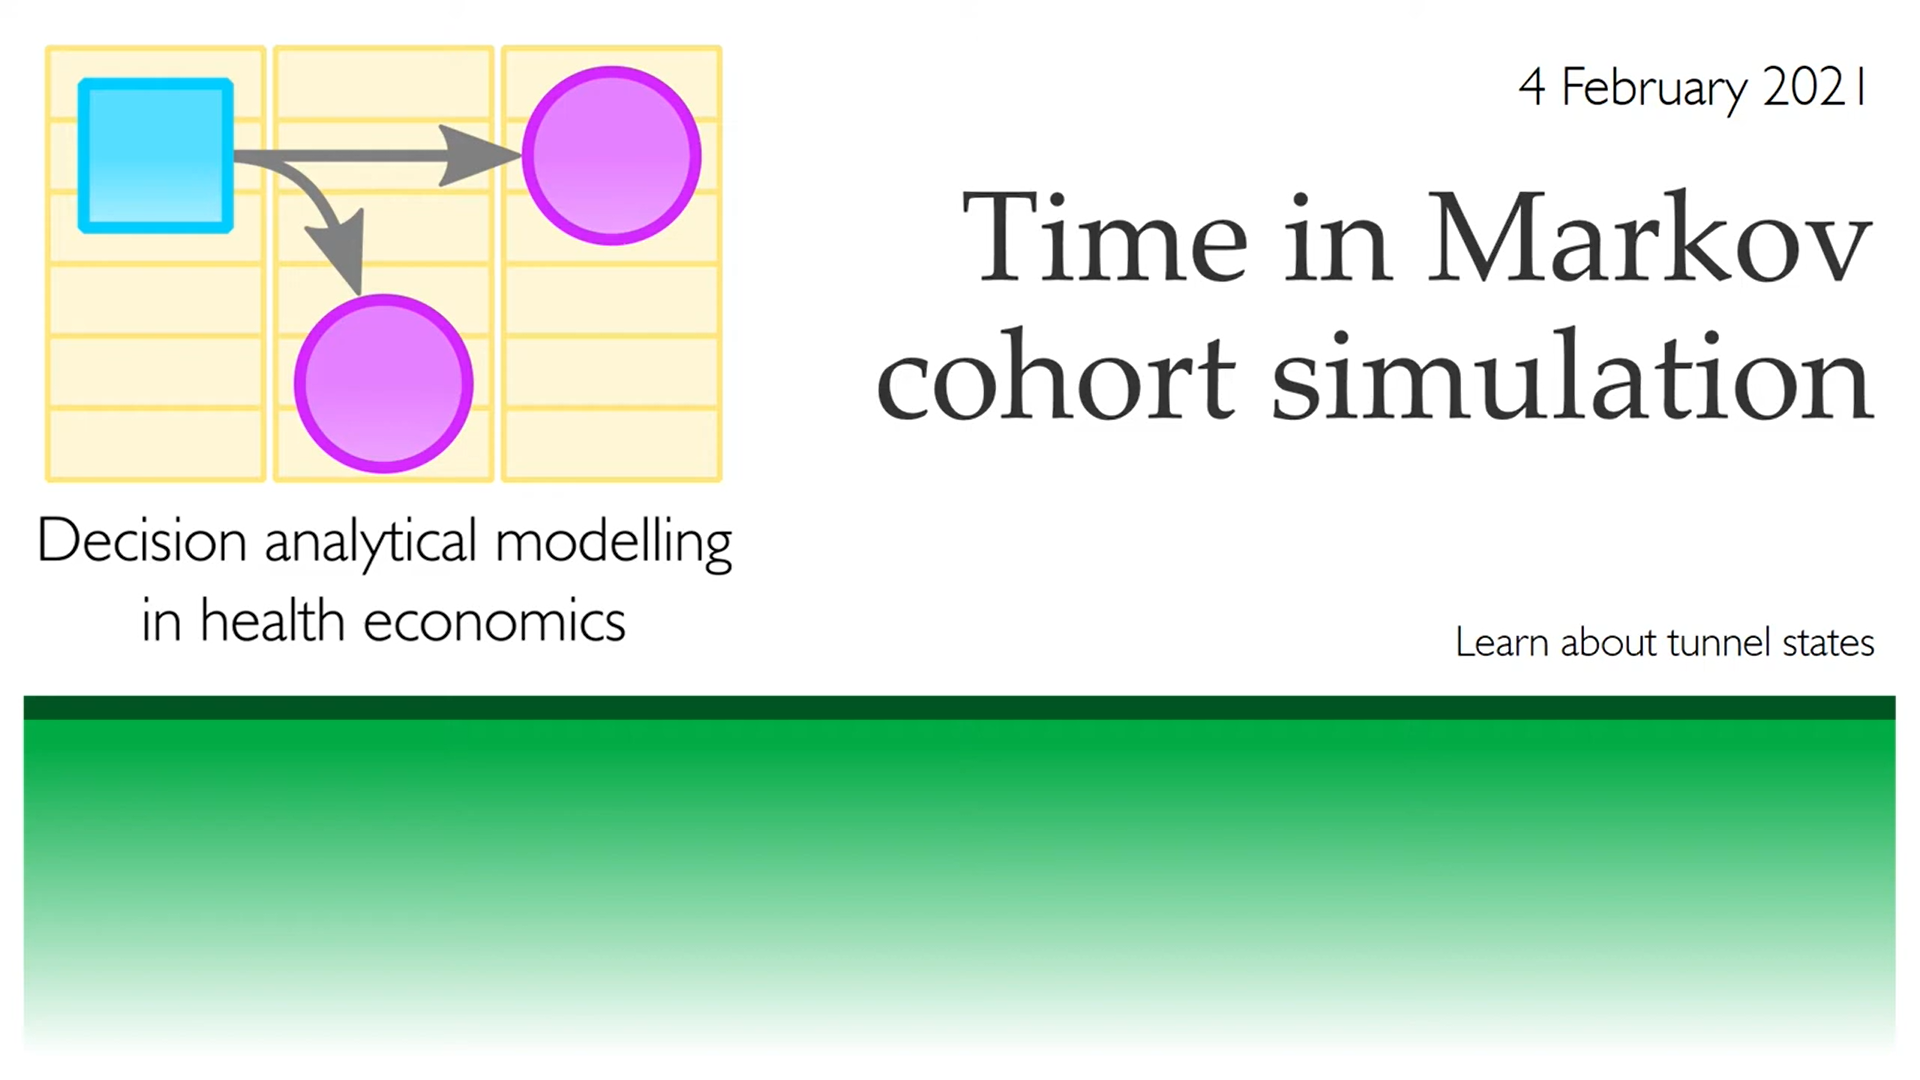 4 February 2021
Time in Markov
cohort simulation
Decision analytical modelling
in health economics
Learn about tunnel states